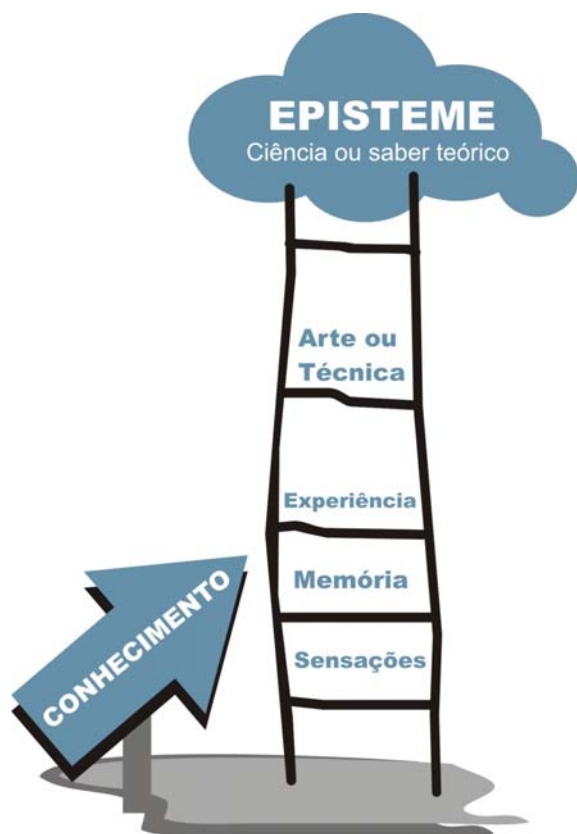 EPISTEME
Ciência ou saber teórico
Arte ou
Técnica
Experiência
Memória
Sensações
CONHECIMENTO